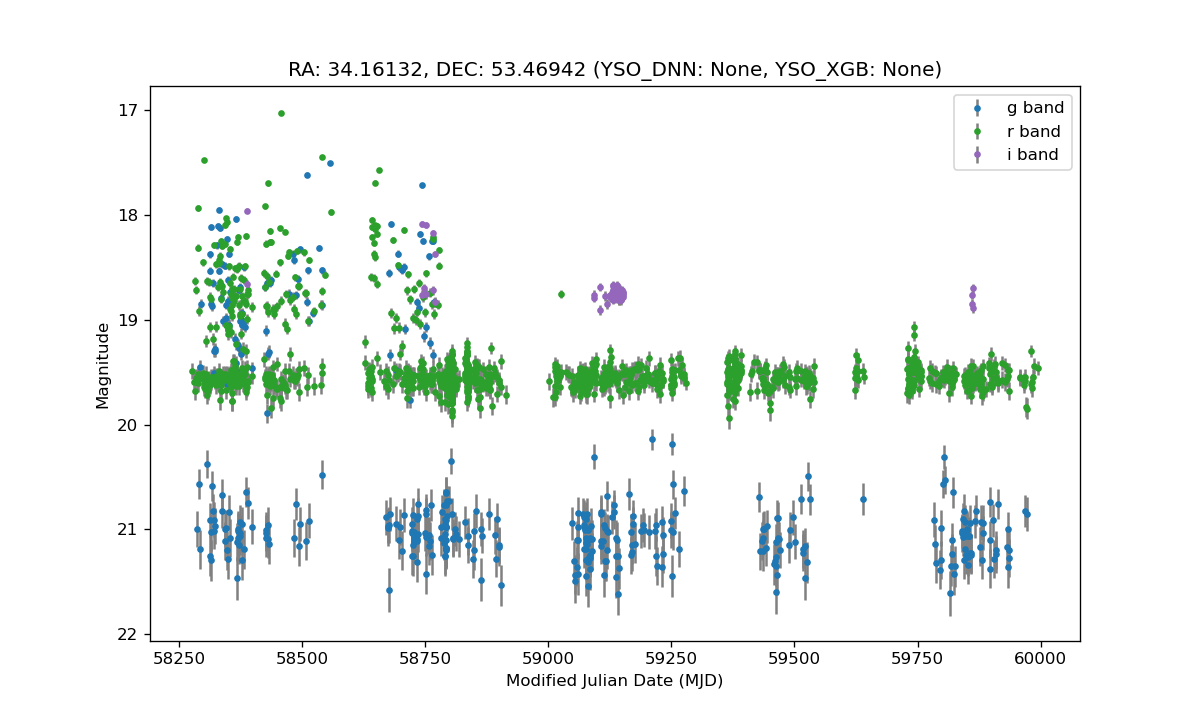 RA: 34.16132, DEC: 53.46942 (YSO_DNN: None, YSO_XGB: None)
g band
r band
i band
17
18
19
20
21
22
Magnitude
58250 58500 58750 59000 59250 59500 59750 60000
Modified Julian Date (MJD)